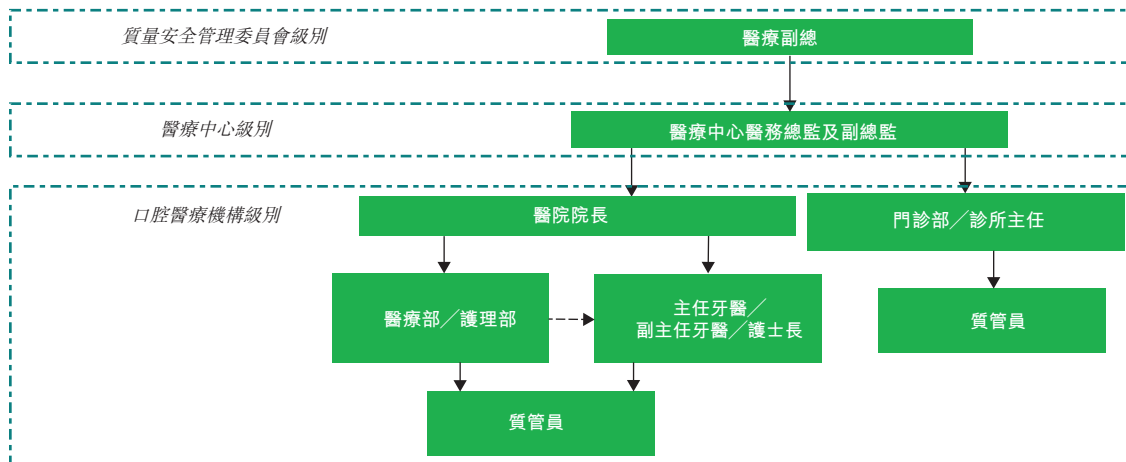 質量安全管理委員會級別
醫療副總
醫療中心級別
醫療中心醫務總監及副總監
口腔醫療機構級別
醫院院長
門診部／診所主任
醫療部／護理部
主任牙醫／
副主任牙醫／護士長
質管員
質管員